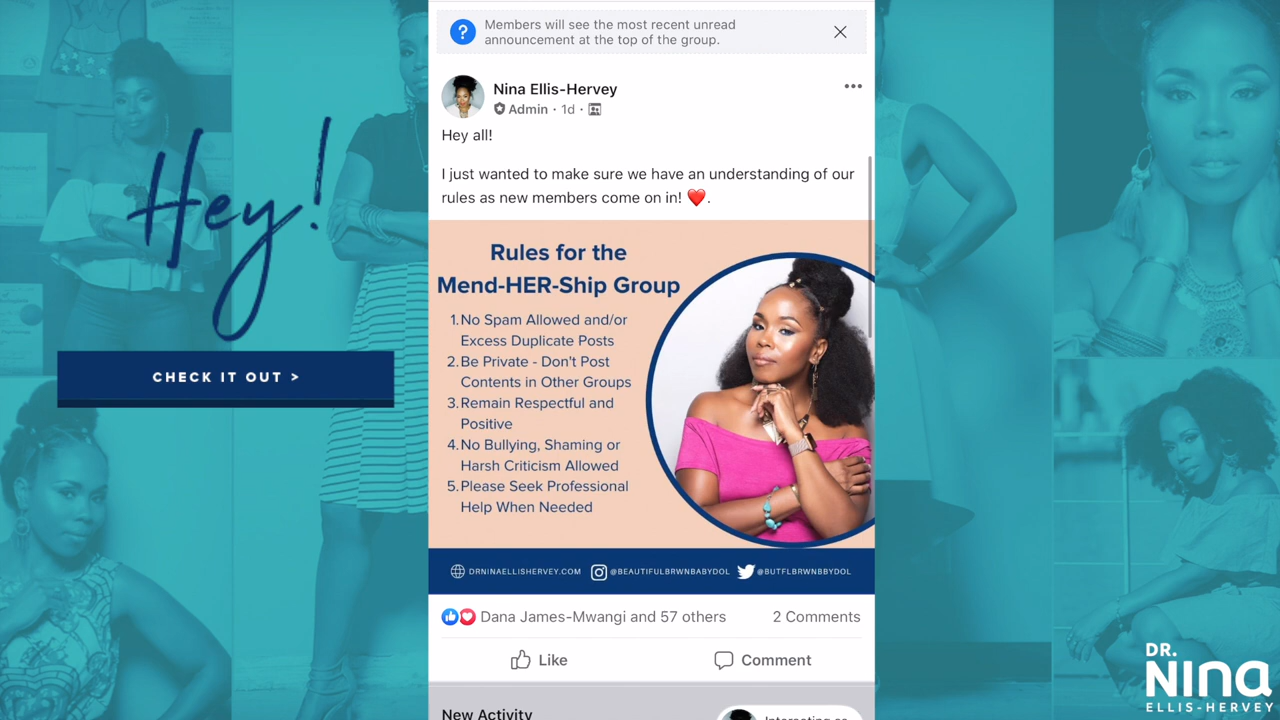 Hey!
CHECK IT OUT >
Members will see the most recent unread
announcement at the top of the group.
Nina Ellis-Hervey
Admin · 1d ·
Hey all!
I just wanted to make sure we have an understanding of our
rules as new members come on in! ❤️.
Rules for the
Mend-HER-Ship Group
1. No Spam Allowed and/or
Excess Duplicate Posts
2. Be Private - Don't Post
Contents in Other Groups
3. Remain Respectful and
Positive
4. No Bullying, Shaming or
Harsh Criticism Allowed
5. Please Seek Professional
Help When Needed
DRNINAELLISHERVEY.COM @BEAUTIFULBRWNBABYDOL @BUTFLBRWNBBYDOL
Dana James-Mwangi and 57 others 2 Comments
Like Comment
New Activity
DR.
Nina
ELLIS-HERVEY